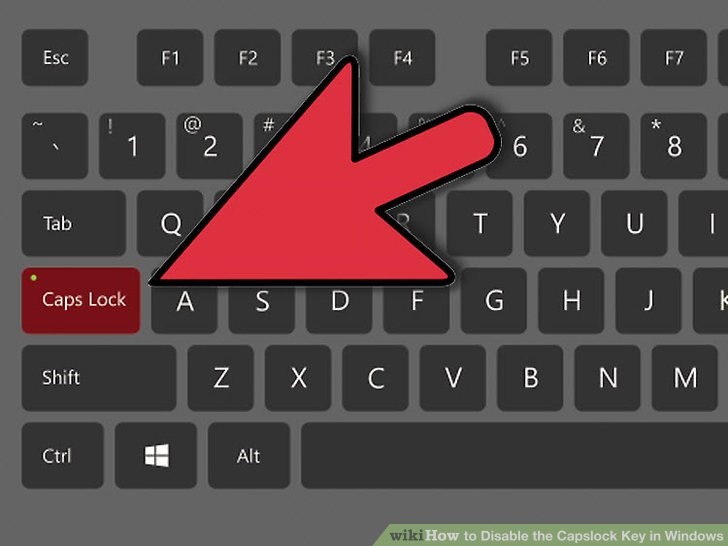 Esc F1 F2 F3 F4 F5 F6 F7
~ ! @ # % ^ & *
` 1 2 4 6 7 8
Tab Q R T Y U I
Caps Lock A S D F G H J K
Shift Z X C V B N M
Ctrl Alt
wikiHow to Disable the Capslock Key in Windows